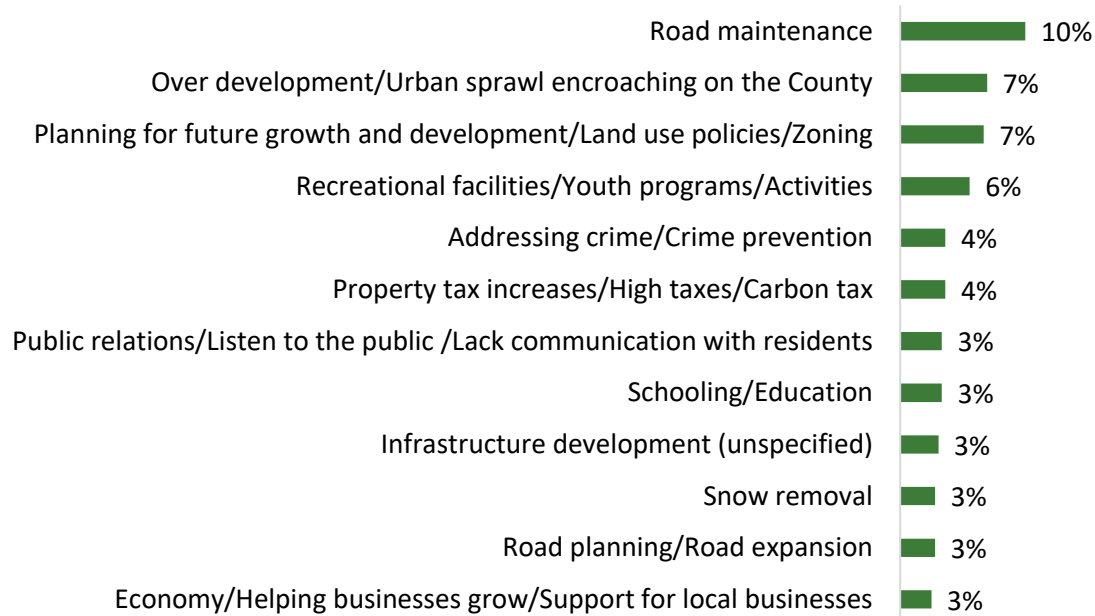 Road maintenance 10%
Over development/Urban sprawl encroaching on the County 7%
Planning for future growth and development/Land use policies/Zoning 7%
Recreational facilities/Youth programs/Activities 6%
Addressing crime/Crime prevention 4%
Property tax increases/High taxes/Carbon tax 4%
Public relations/Listen to the public /Lack communication with residents 3%
Schooling/Education 3%
Infrastructure development (unspecified) 3%
Snow removal 3%
Road planning/Road expansion 3%
Economy/Helping businesses grow/Support for local businesses 3%